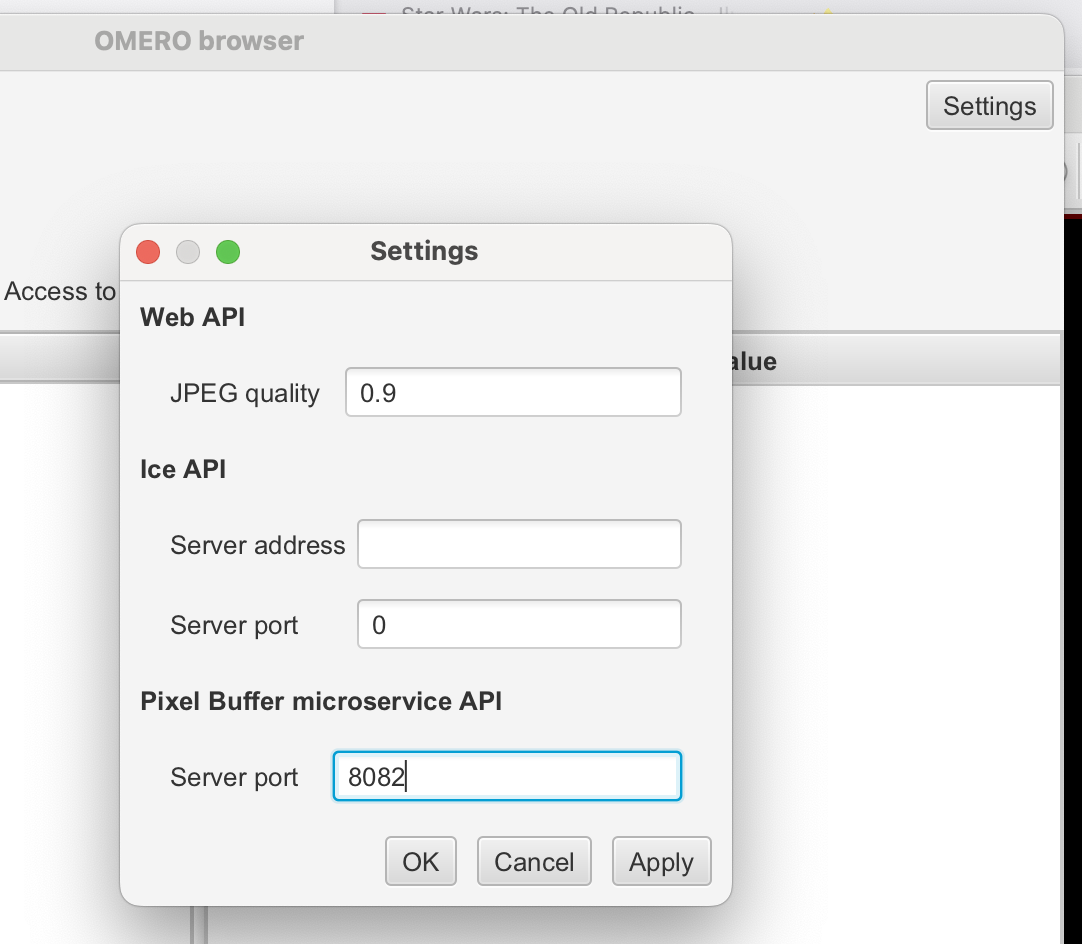 Star Wars: The Old Republic
OMERO browser
Settings
Settings
Access to
Web API
alue
JPEG quality 0.9
Ice API
Server address
Server port 0
Pixel Buffer microservice API
Server port 8082
OK Cancel Apply